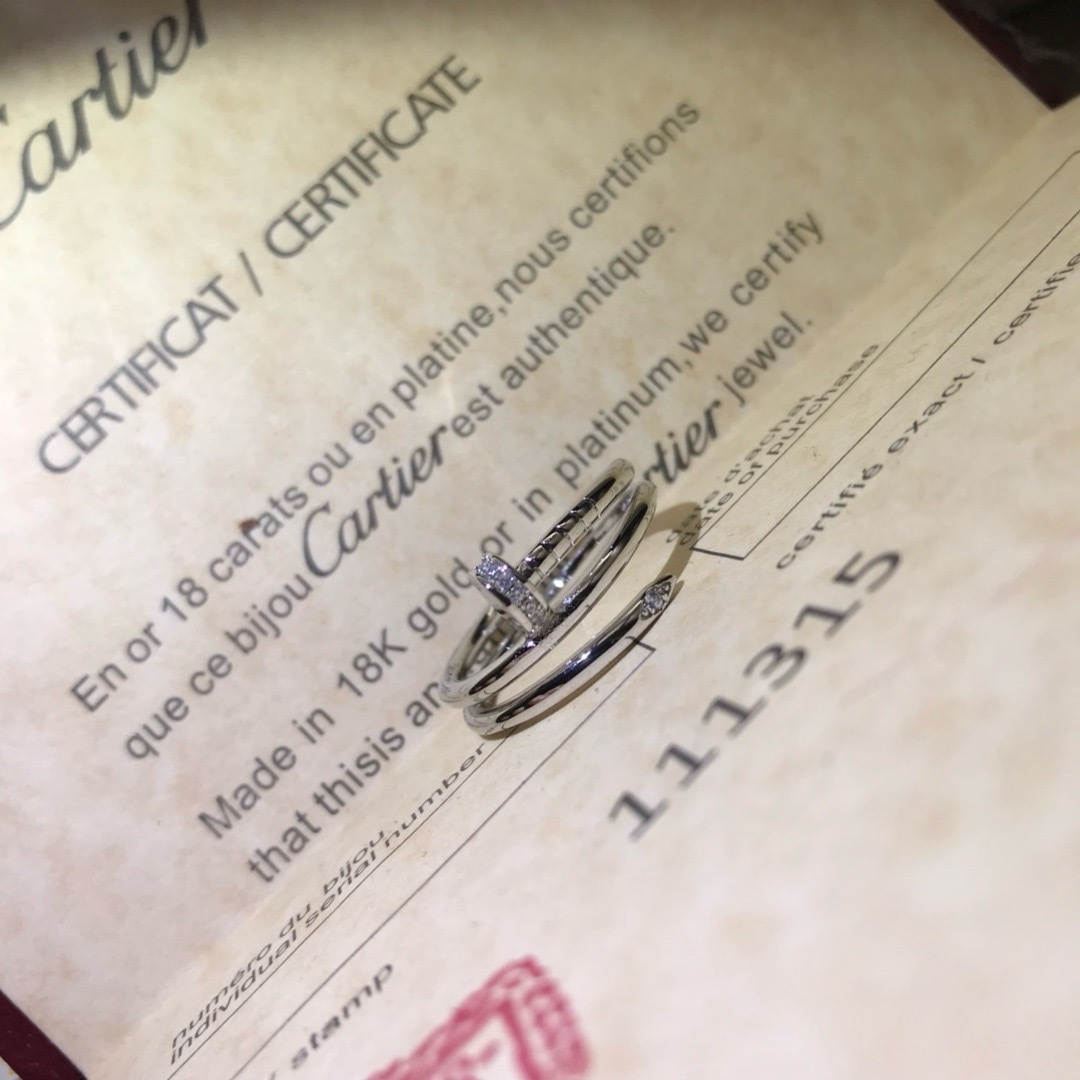 Cartier
CERTIFICAT / CERTIFICATE
En or 18 carats ou en platine,nous certifions
que ce bijou Cartier est authentique.
Made in 18K gold or in platinum,we certify
that thisis an rtier jewel.
numéro du bijou
individual serial number
date d'achat
date of purchase
certifié exact / certifie
111315
stamp